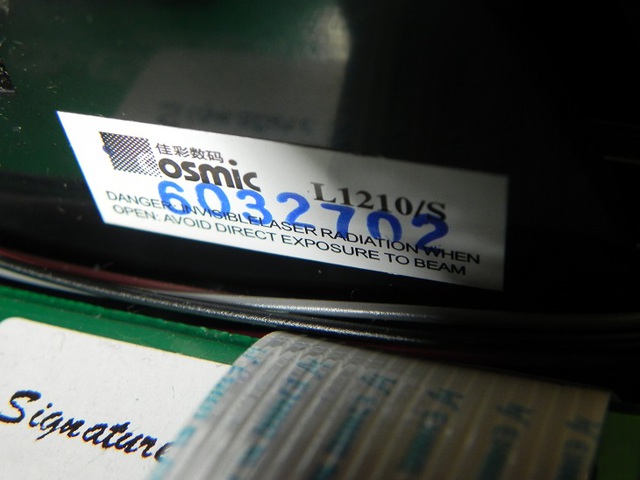 佳彩数码
osmic
L1210/S
6032702
DANGER: INVISIBLE LASER RADIATION WHEN
OPEN: AVOID DIRECT EXPOSURE TO BEAM
Signature